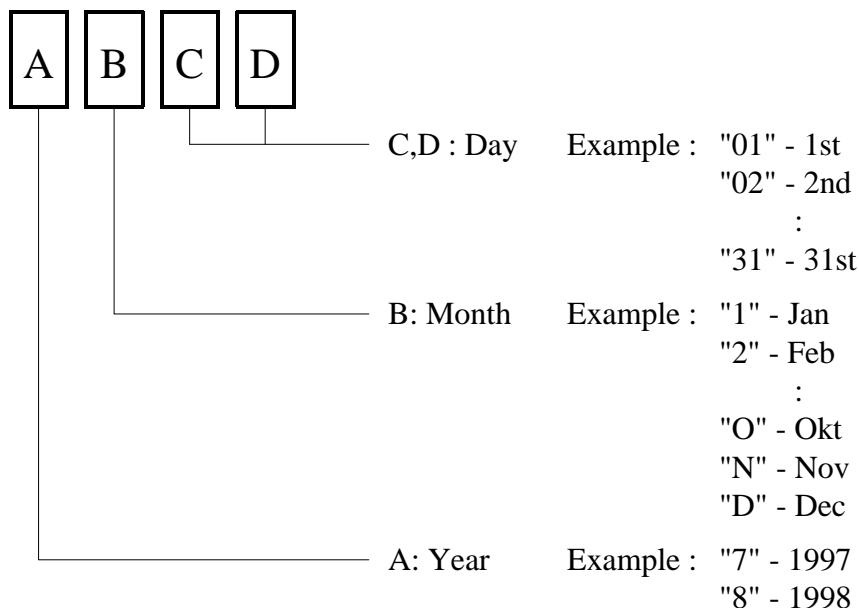 A B C D
C,D : Day Example : "01" - 1st
"02" - 2nd
:
"31" - 31st
B: Month Example : "1" - Jan
"2" - Feb
:
"O" - Okt
"N" - Nov
"D" - Dec
A: Year Example : "7" - 1997
"8" - 1998